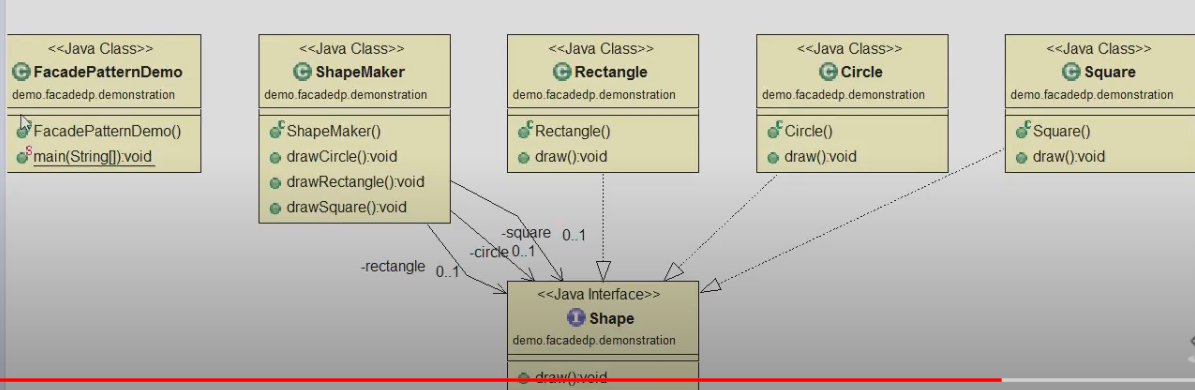 <<Java Class>>
FacadePatternDemo
demo.facadedp.demonstration
FacadePatternDemo()
main(String[]):void
<<Java Class>>
ShapeMaker
demo.facadedp.demonstration
ShapeMaker()
drawCircle():void
drawRectangle():void
drawSquare():void
<<Java Class>>
Rectangle
demo.facadedp.demonstration
Rectangle()
draw():void
<<Java Class>>
Circle
demo.facadedp.demonstration
Circle()
draw():void
<<Java Class>>
Square
demo.facadedp.demonstration
Square()
draw():void
-square 0..1
-circle 0..1
-rectangle 0..1
<<Java Interface>>
Shape
demo.facadedp.demonstration
draw():void